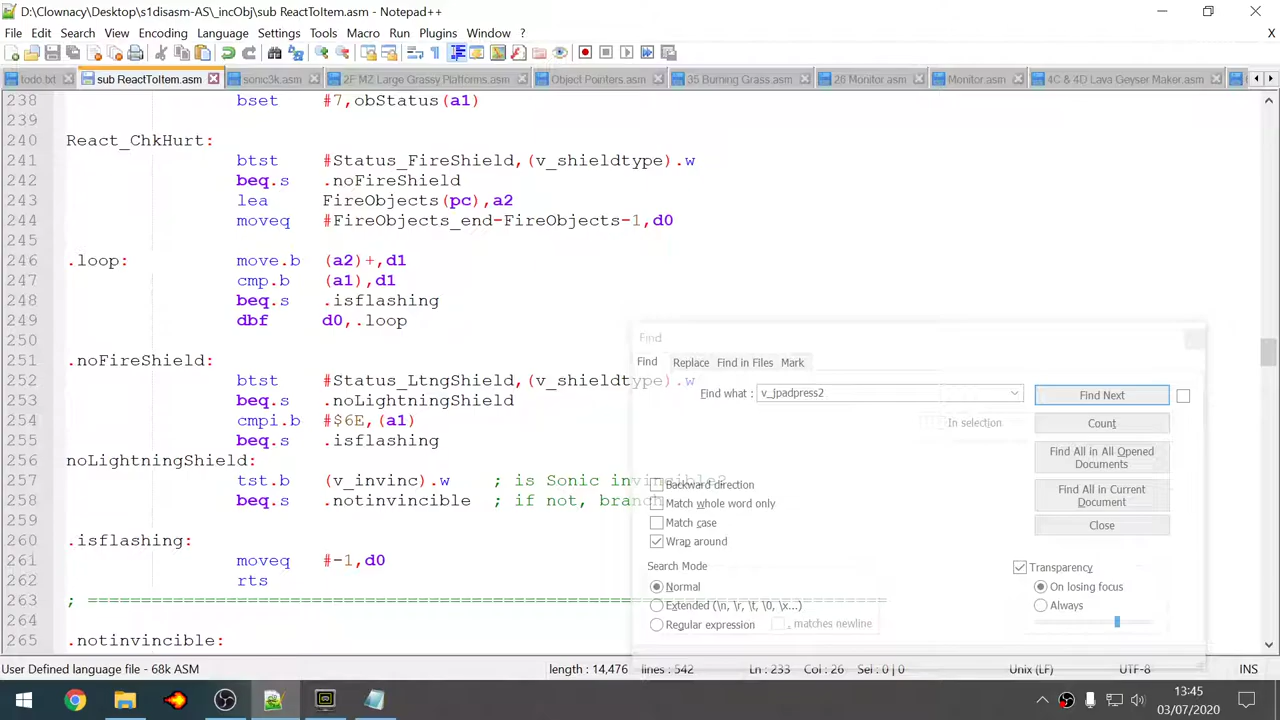 D:\Clownacy\Desktop\s1disasm-AS\_incObj\sub ReactToItem.asm - Notepad++
File Edit Search View Encoding Language Settings Tools Macro Run Plugins Window ? X
todo.txt sub ReactToItem.asm sonic3k.asm 2F MZ Large Grassy Platforms.asm Object Pointers.asm 35 Burning Grass.asm 26 Monitor.asm Monitor.asm 4C & 4D Lava Geyser Maker.asm
238 bset #7,obStatus(a1)
239
240 React_ChkHurt:
241 btst #Status_FireShield,(v_shieldtype).w
242 beq.s .noFireShield
243 lea FireObjects(pc),a2
244 moveq #FireObjects_end-FireObjects-1,d0
245
246 .loop: move.b (a2)+,d1
247 cmp.b (a1),d1
248 beq.s .isflashing
249 dbf d0,.loop
250
251 .noFireShield:
252 btst #Status_LtngShield,(v_shieldtype).w
253 beq.s .noLightningShield
254 cmpi.b #$6E,(a1)
255 beq.s .isflashing
256 noLightningShield:
257 tst.b (v_invinc).w ; is Sonic invincible?
258 beq.s .notinvincible ; if not, branch
259
260 .isflashing:
261 moveq #-1,d0
262 rts
263 ; ===========================================================================
264
265 .notinvincible:
Find
Find Replace Find in Files Mark
Find what : v_jpadpress2 Find Next
In selection Count
Find All in All Opened Documents
Backward direction
Match whole word only
Find All in Current Document
Match case
Close
Wrap around
Search Mode
Transparency
Normal
On losing focus
Extended (\n, \r, \t, \0, \x...)
Always
Regular expression
. matches newline
User Defined language file - 68k ASM length : 14,476 lines : 542 Ln : 233 Col : 26 Sel : 0 | 0 Unix (LF) UTF-8 INS
13:45
03/07/2020